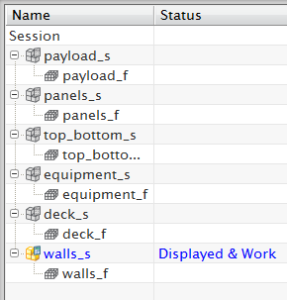 Name Status
Session
payload_s
payload_f
panels_s
panels_f
top_bottom_s
top_botto...
equipment_s
equipment_f
deck_s
deck_f
walls_s Displayed & Work
walls_f